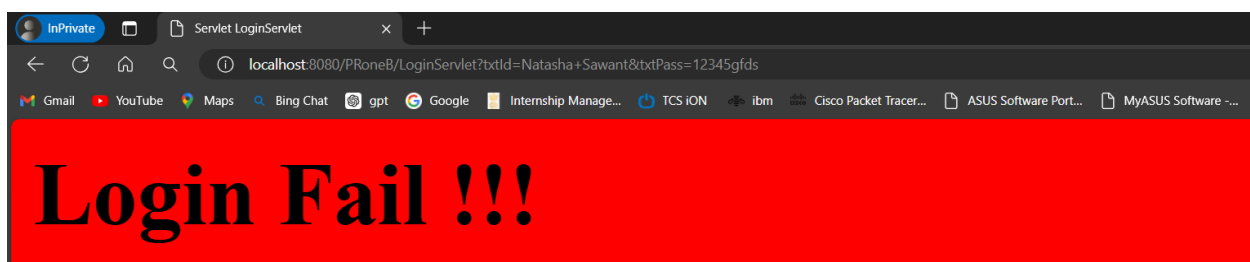 InPrivate Servlet LoginServlet
localhost:8080/PRoneB/LoginServlet?txtId=Natasha+Sawant&txtPass=12345gfds
Gmail YouTube Maps Bing Chat gpt Google Internship Manage... TCS iON ibm Cisco Packet Tracer... ASUS Software Port... MyASUS Software -...
Login Fail !!!